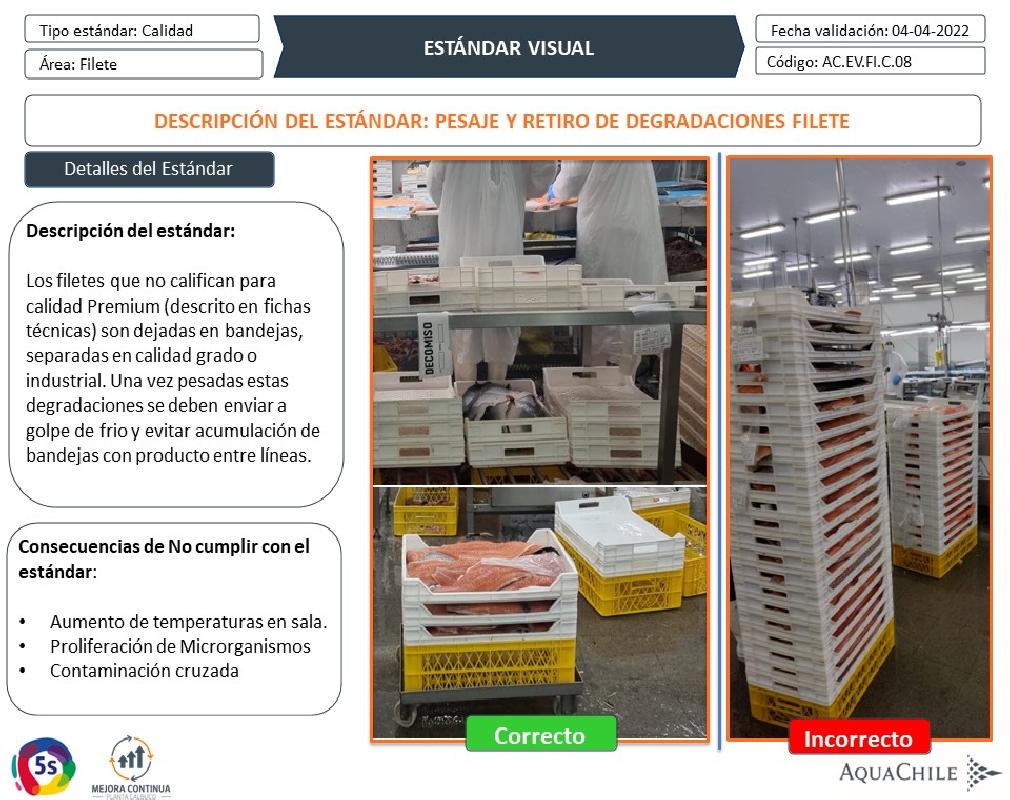 Tipo estándar: Calidad
Área: Filete
ESTÁNDAR VISUAL
Fecha validación: 04-04-2022
Código: AC.EV.FI.C.08
DESCRIPCIÓN DEL ESTÁNDAR: PESAJE Y RETIRO DE DEGRADACIONES FILETE
Detalles del Estándar
Descripción del estándar:
Los filetes que no califican para
calidad Premium (descrito en fichas
técnicas) son dejadas en bandejas,
separadas en calidad grado o
industrial. Una vez pesadas estas
degradaciones se deben enviar a
golpe de frio y evitar acumulación de
bandejas con producto entre líneas.
Consecuencias de No cumplir con el
estándar:
• Aumento de temperaturas en sala.
• Proliferación de Microrganismos
• Contaminación cruzada
DECOMISO
Correcto
Incorrecto
5s
MEJORA CONTINUA
PLANTA CALBUCO
AQUACHILE